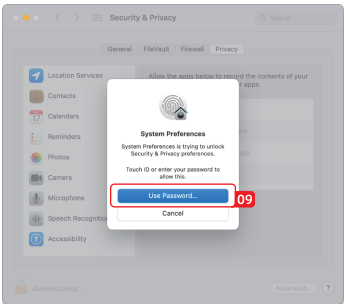 Security & Privacy
Search
General
FileVault
Firewall
Privacy
Location Services
Contacts
Calendars
Reminders
Photos
Camera
Microphone
Speech Recognition
Accessibility
Allow the apps below to record the contents of your
r apps.
System Preferences
System Preferences is trying to unlock
Security & Privacy preferences.
Touch ID or enter your password to
allow this.
Use Password...
09
Cancel
Authenticating...
Advanced...
?